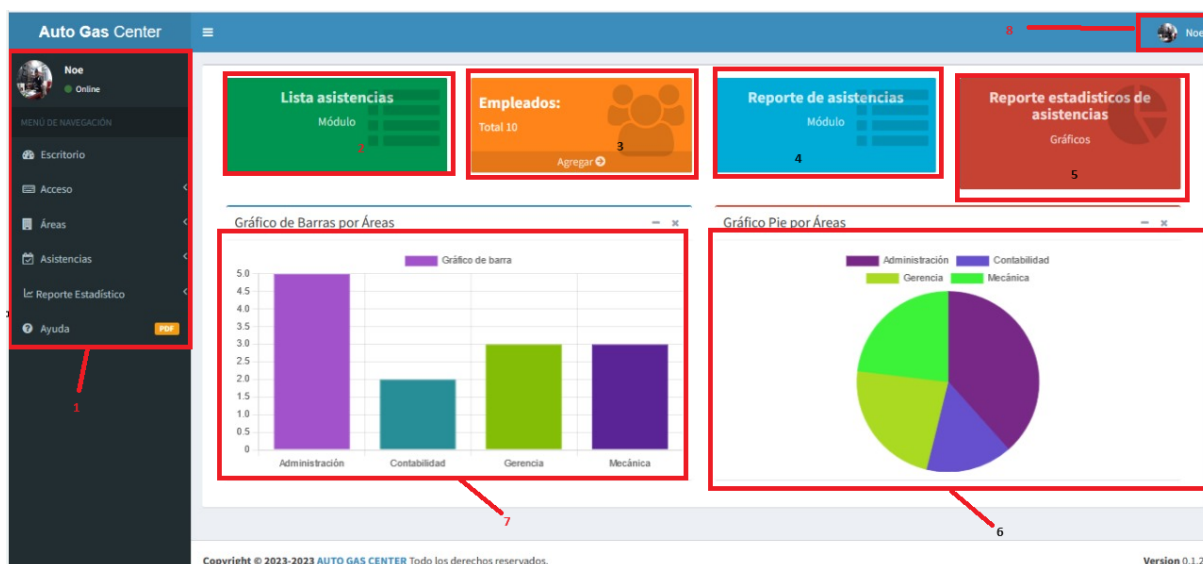 Auto Gas Center
8
Noe
Noe
Online
MENÚ DE NAVEGACIÓN
Escritorio
Acceso
Áreas
Asistencias
Reporte Estadístico
Ayuda PDF
1
Lista asistencias
Módulo
2
Empleados:
Total 10
3
Agregar
Reporte de asistencias
Módulo
4
Reporte estadisticos de
asistencias
Gráficos
5
Gráfico de Barras por Áreas
Gráfico de barra
5.0
4.5
4.0
3.5
3.0
2.5
2.0
1.5
1.0
0.5
0
Administración Contabilidad Gerencia Mecánica
7
Gráfico Pie por Áreas
Administración Contabilidad
Gerencia Mecánica
6
Copyright © 2023-2023 AUTO GAS CENTER Todo los derechos reservados.
Version 0.1.2